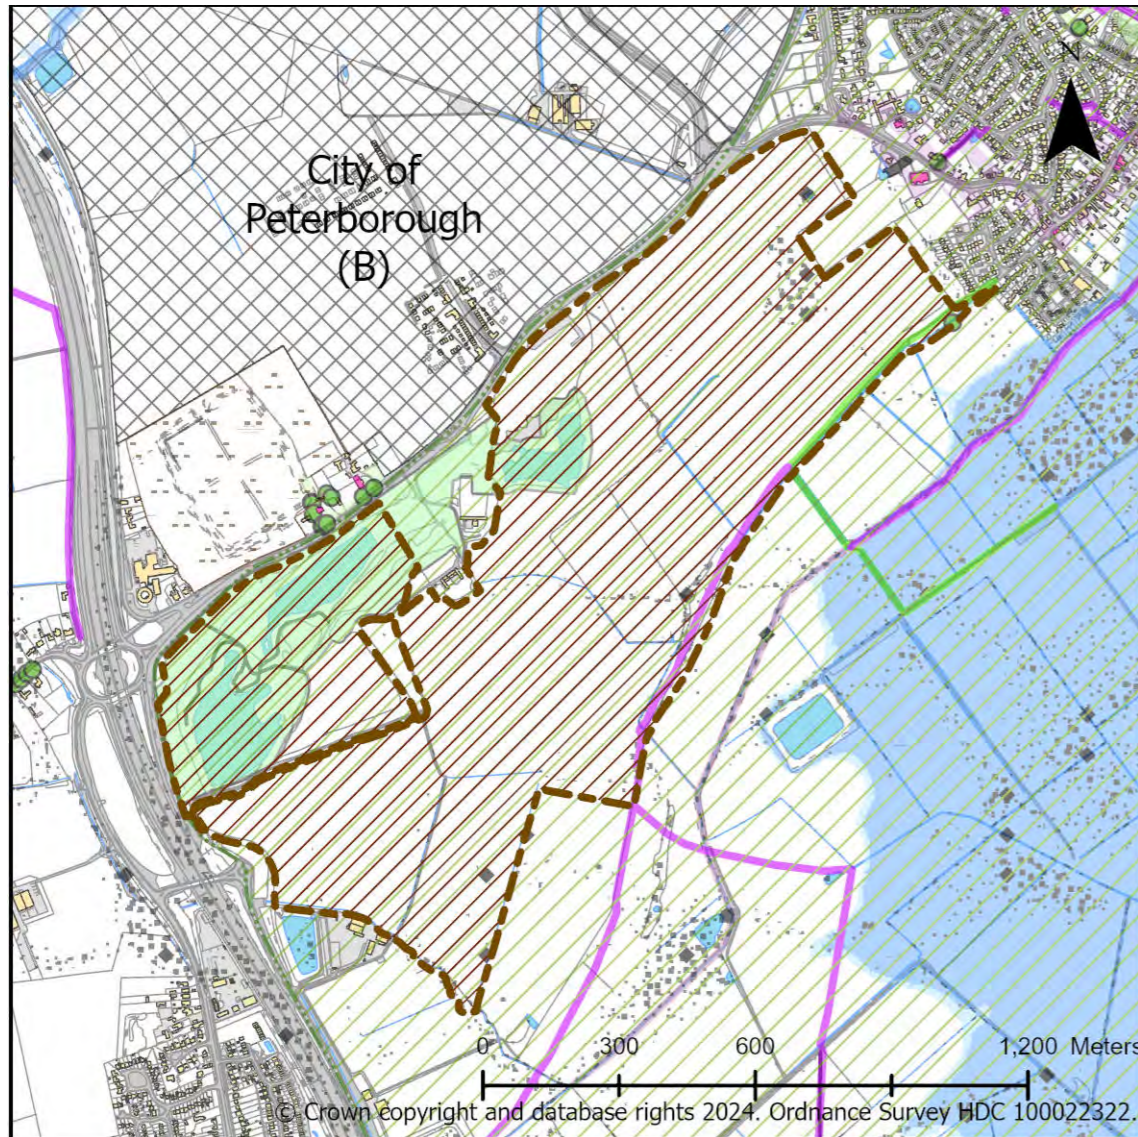 N
City of
Peterborough
(B)
0 300 600 1,200 Meters
© Crown copyright and database rights 2024. Ordnance Survey HDC 100022322.